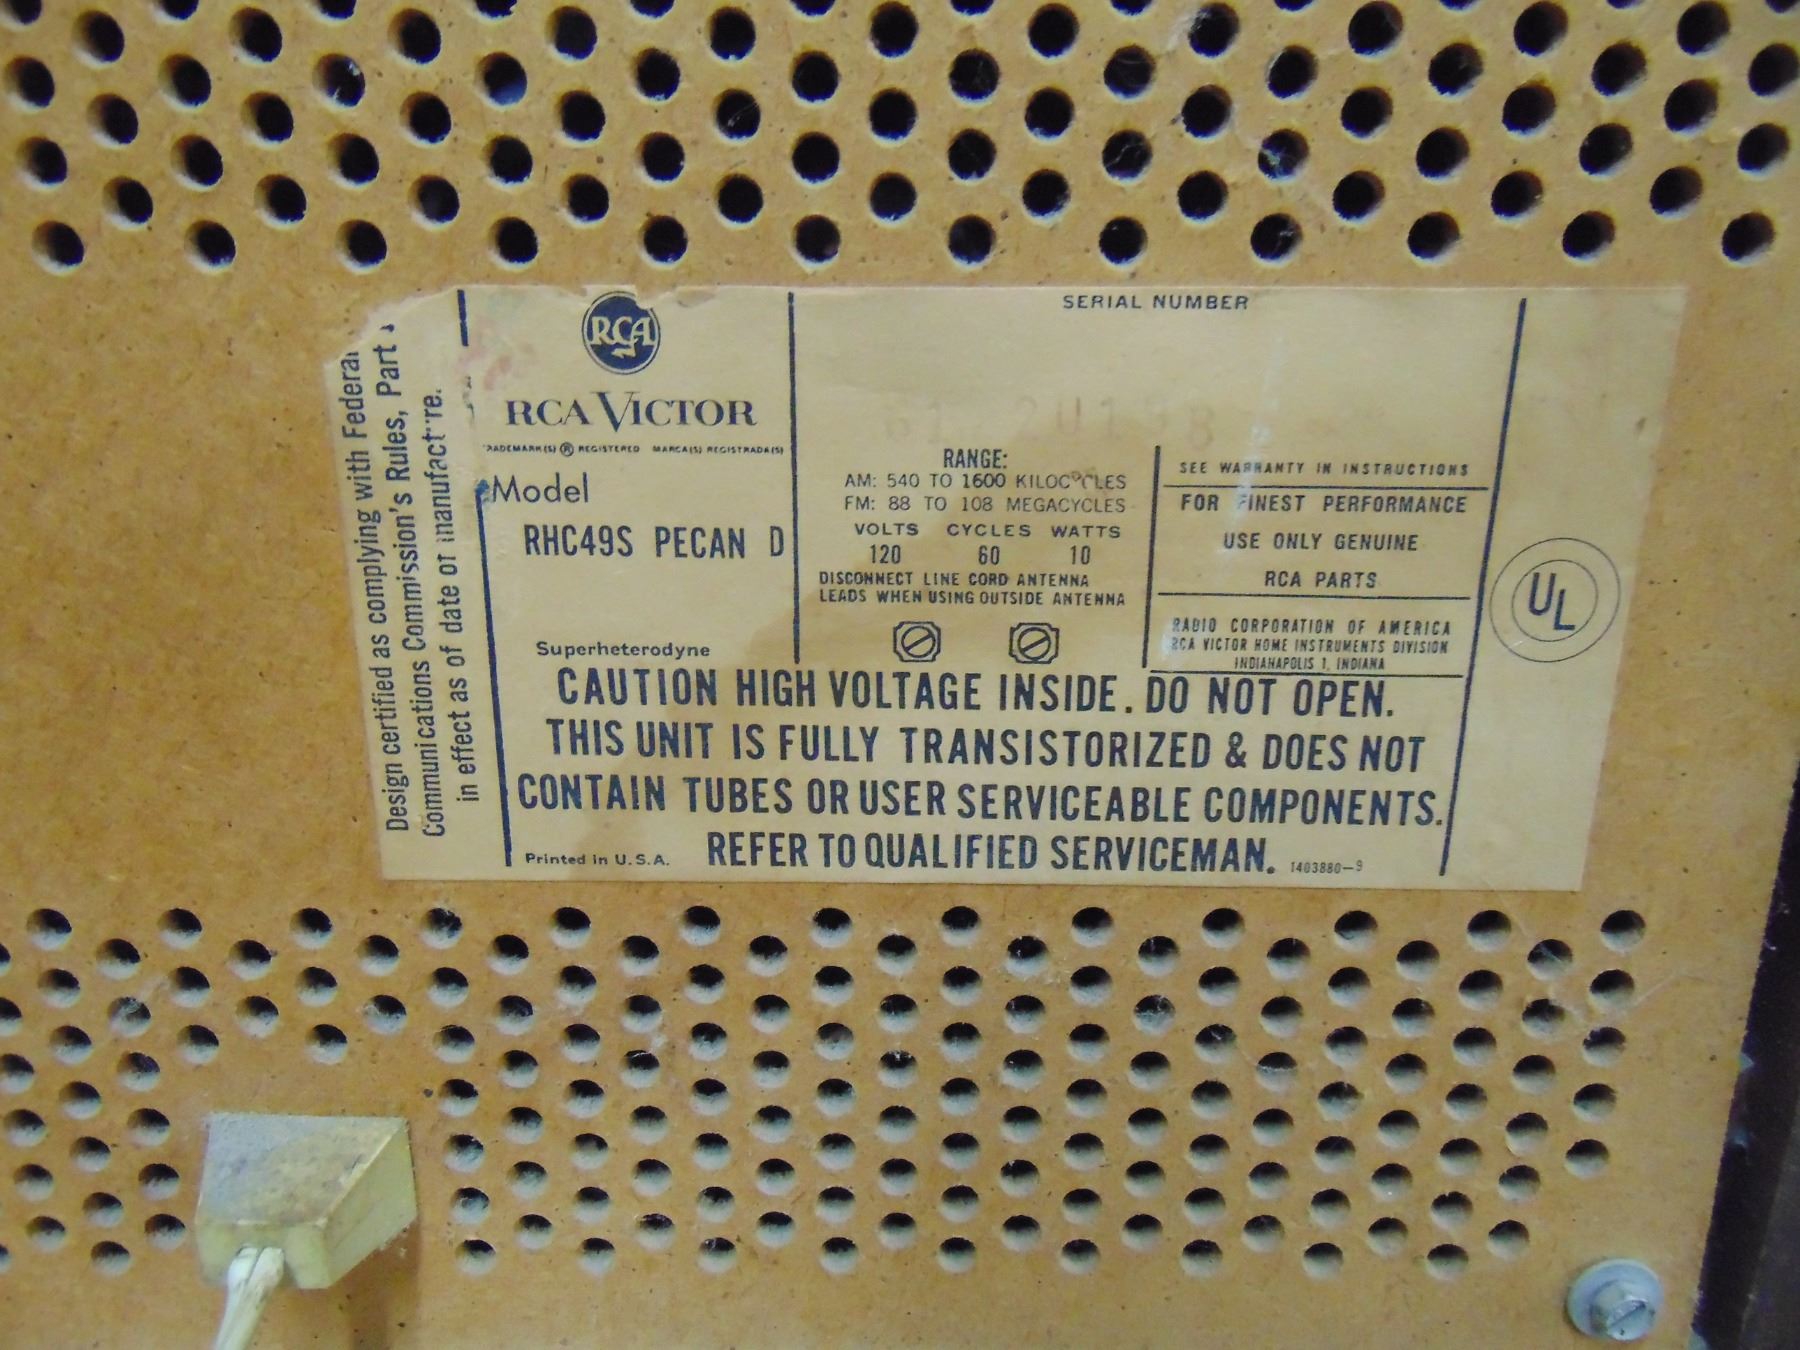 Design certified as complying with Federal
Communications Commission's Rules, Part
in effect as of date of manufacture.
RCA
RCA VICTOR
TRADEMARK(S) ® REGISTERED MARCA(S) REGISTRADA(S)
Model
RHC49S PECAN D
Superheterodyne
SERIAL NUMBER
RANGE:
AM: 540 TO 1600 KILOCYCLES
FM: 88 TO 108 MEGACYCLES
VOLTS CYCLES WATTS
120 60 10
DISCONNECT LINE CORD ANTENNA
LEADS WHEN USING OUTSIDE ANTENNA
SEE WARRANTY IN INSTRUCTIONS
FOR FINEST PERFORMANCE
USE ONLY GENUINE
RCA PARTS
RADIO CORPORATION OF AMERICA
RCA VICTOR HOME INSTRUMENTS DIVISION
INDIANAPOLIS 1, INDIANA
UL
CAUTION HIGH VOLTAGE INSIDE. DO NOT OPEN.
THIS UNIT IS FULLY TRANSISTORIZED & DOES NOT
CONTAIN TUBES OR USER SERVICEABLE COMPONENTS.
REFER TO QUALIFIED SERVICEMAN.
Printed in U.S.A.
1403880-9